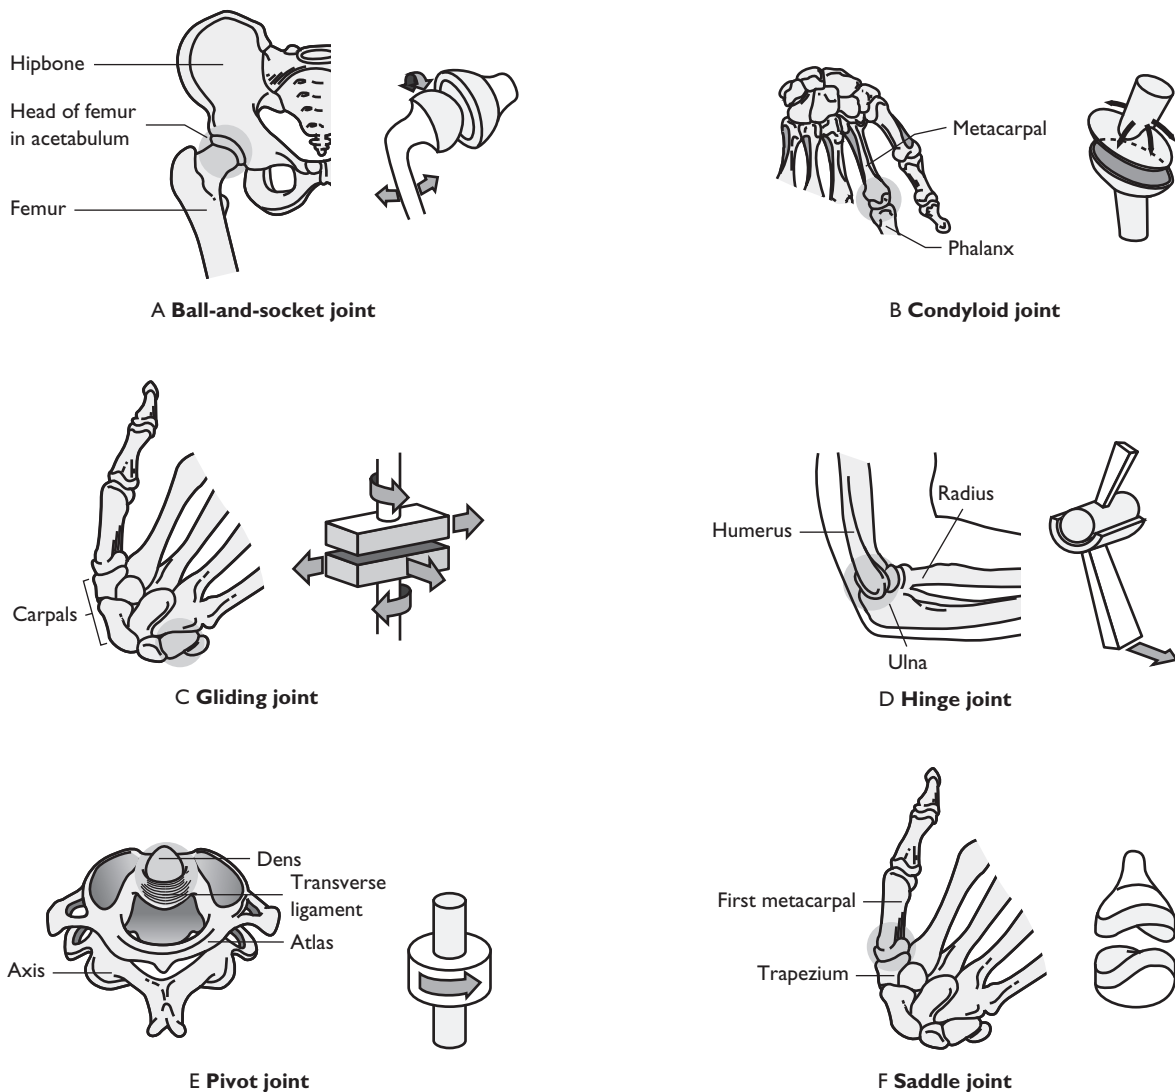 Hipbone
Head of femur
in acetabulum
Femur
A Ball-and-socket joint
Metacarpal
Phalanx
B Condyloid joint
Carpals
C Gliding joint
Humerus
Radius
Ulna
D Hinge joint
Dens
Transverse
ligament
Atlas
Axis
E Pivot joint
First metacarpal
Trapezium
F Saddle joint